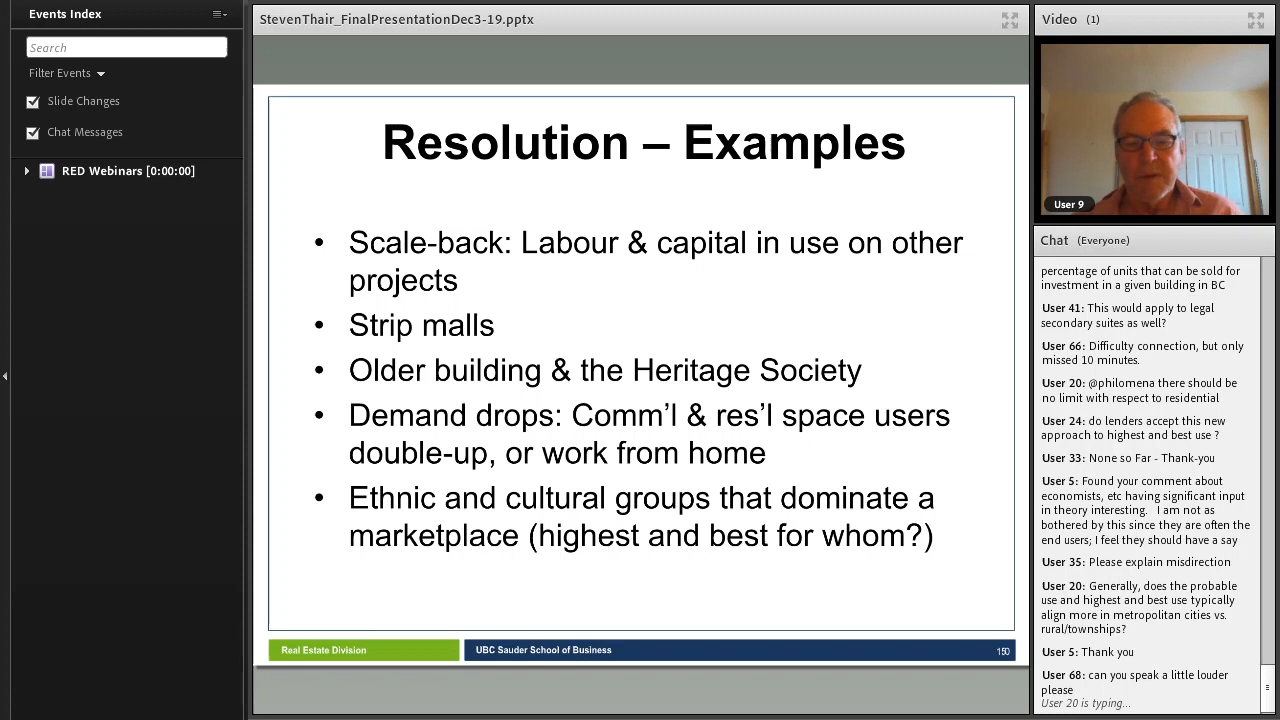 Events Index
Search
Filter Events
Slide Changes
Chat Messages
RED Webinars [0:00:00]
StevenThair_FinalPresentationDec3-19.pptx
Resolution – Examples
• Scale-back: Labour & capital in use on other
projects
• Strip malls
• Older building & the Heritage Society
• Demand drops: Comm’l & res’l space users
double-up, or work from home
• Ethnic and cultural groups that dominate a
marketplace (highest and best for whom?)
Real Estate Division
UBC Sauder School of Business
150
Video (1)
User 9
Chat (Everyone)
percentage of units that can be sold for
investment in a given building in BC
User 41: This would apply to legal
secondary suites as well?
User 66: Difficulty connection, but only
missed 10 minutes.
User 20: @philomena there should be
no limit with respect to residential
User 24: do lenders accept this new
approach to highest and best use ?
User 33: None so Far - Thank-you
User 5: Found your comment about
economists, etc having significant input
in theory interesting. I am not as
bothered by this since they are often the
end users; I feel they should have a say
User 35: Please explain misdirection
User 20: Generally, does the probable
use and highest and best use typically
align more in metropolitan cities vs.
rural/townships?
User 5: Thank you
User 68: can you speak a little louder
please
User 20 is typing...